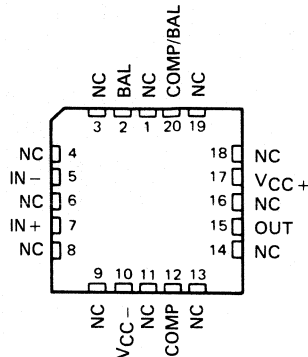 NC BAL NC COMP/BAL NC
3 2 1 20 19
NC 4 18 NC
IN- 5 17 VCC+
NC 6 16 NC
IN+ 7 15 OUT
NC 8 14 NC
9 10 11 12 13
NC VCC- NC COMP NC